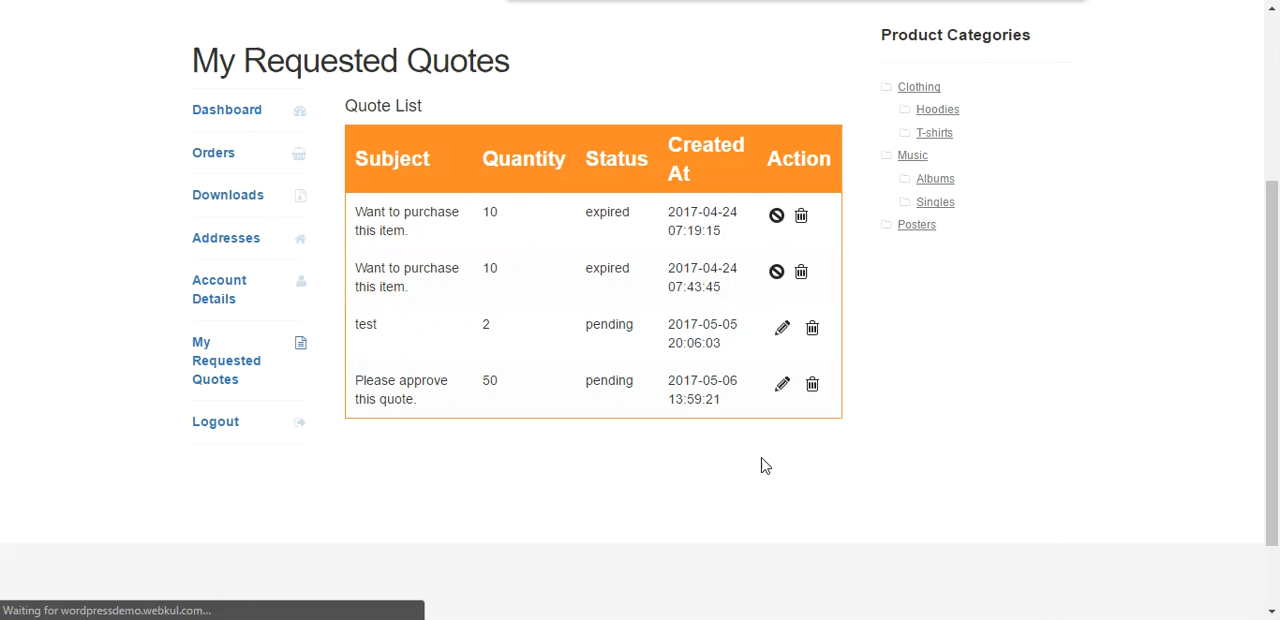 My Requested Quotes
Dashboard
Orders
Downloads
Addresses
Account
Details
My
Requested
Quotes
Logout
Quote List
Subject Quantity Status Created At Action
Want to purchase this item. 10 expired 2017-04-24 07:19:15
Want to purchase this item. 10 expired 2017-04-24 07:43:45
test 2 pending 2017-05-05 20:06:03
Please approve this quote. 50 pending 2017-05-06 13:59:21
Product Categories
Clothing
Hoodies
T-shirts
Music
Albums
Singles
Posters
Waiting for wordpressdemo.webkul.com...